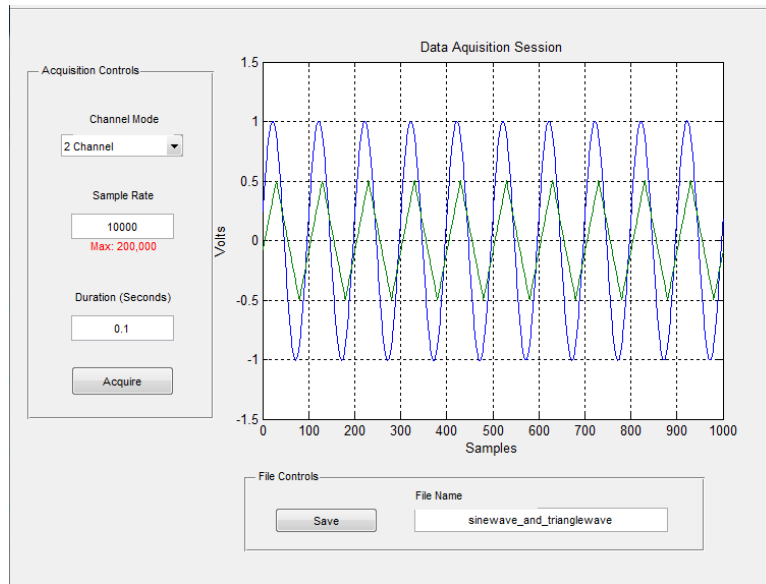 Acquisition Controls
Channel Mode
2 Channel
Sample Rate
10000
Max: 200,000
Duration (Seconds)
0.1
Acquire
Data Aquisition Session
1.5
1
0.5
0
-0.5
-1
-1.5
Volts
0 100 200 300 400 500 600 700 800 900 1000
Samples
File Controls
File Name
Save
sinewave_and_trianglewave